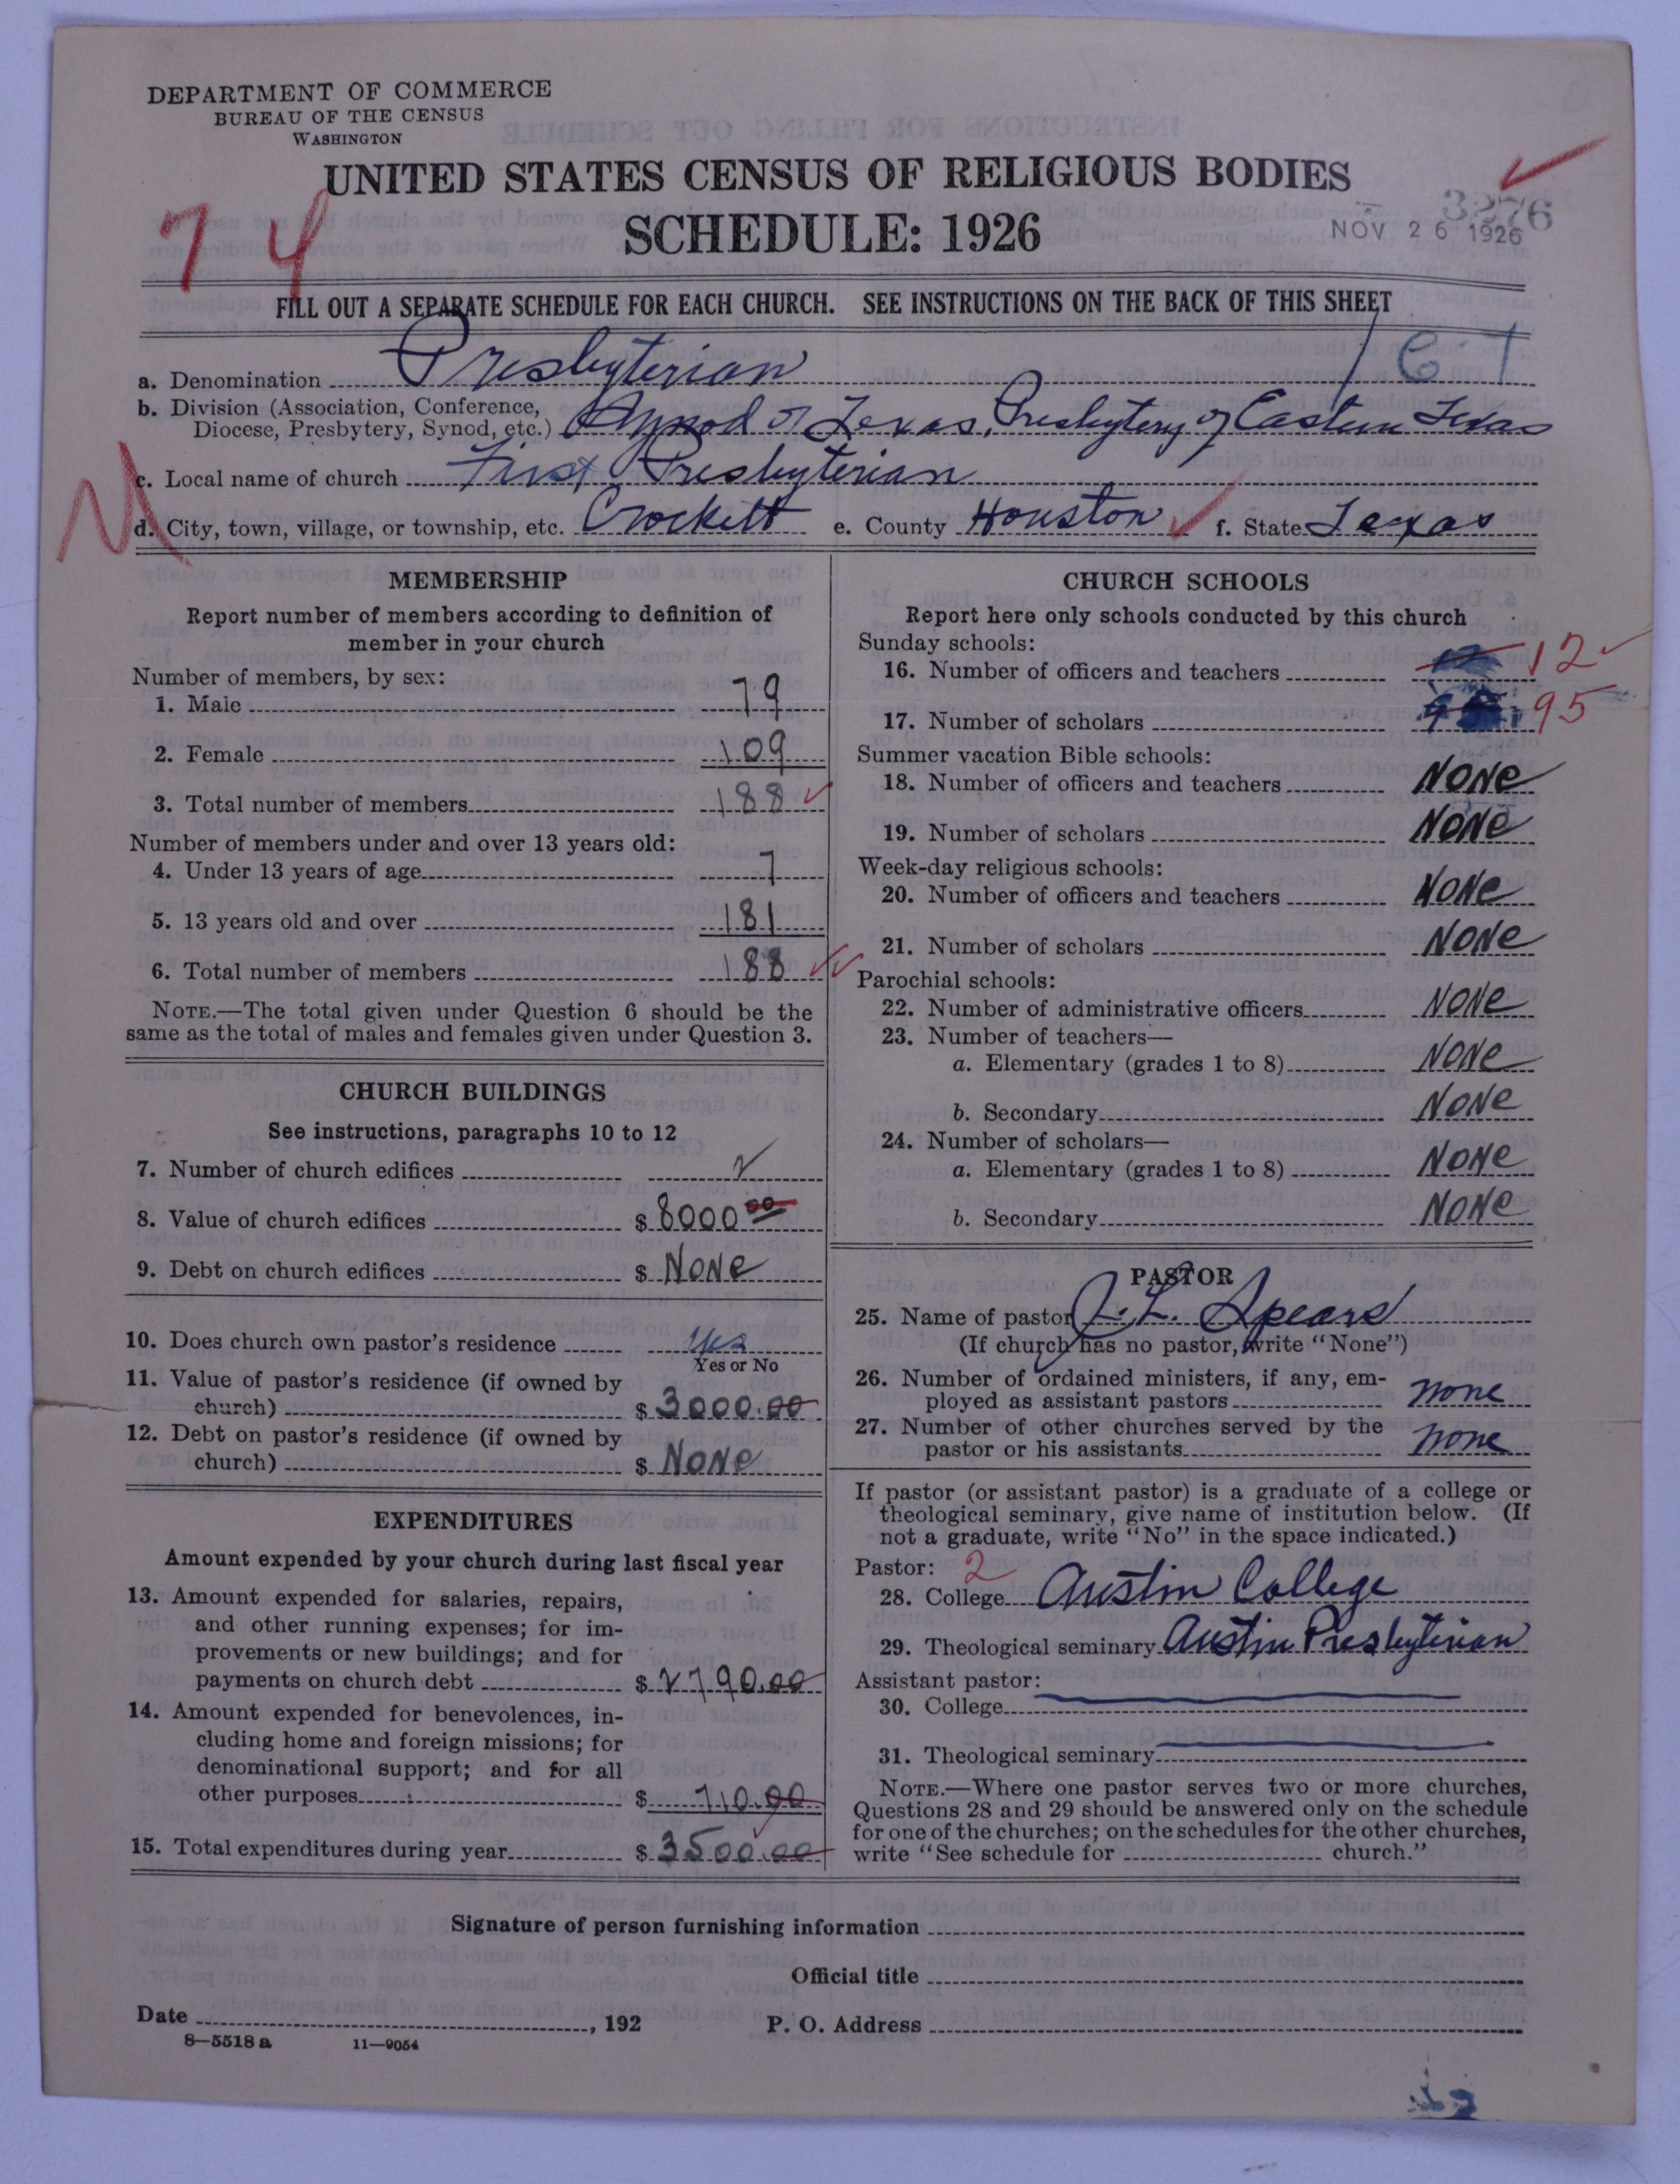 DEPARTMENT OF COMMERCE
BUREAU OF THE CENSUS
WASHINGTON
UNITED STATES CENSUS OF RELIGIOUS BODIES
SCHEDULE: 1926
74
3276
NOV 26 1926
FILL OUT A SEPARATE SCHEDULE FOR EACH CHURCH. SEE INSTRUCTIONS ON THE BACK OF THIS SHEET
a. Denomination Presbyterian
b. Division (Association, Conference, Diocese, Presbytery, Synod, etc.) Synod of Texas, Presbytery of Eastern Texas
c. Local name of church First Presbyterian
N
d. City, town, village, or township, etc. Crockett e. County Houston f. State Texas
MEMBERSHIP
Report number of members according to definition of
member in your church
Number of members, by sex:
1. Male 79
2. Female 109
3. Total number of members 188
Number of members under and over 13 years old:
4. Under 13 years of age 7
5. 13 years old and over 181
6. Total number of members 188
NOTE.—The total given under Question 6 should be the
same as the total of males and females given under Question 3.
CHURCH BUILDINGS
See instructions, paragraphs 10 to 12
7. Number of church edifices 2
8. Value of church edifices $ 8000 00
9. Debt on church edifices $ NONE
10. Does church own pastor's residence yes
Yes or No
11. Value of pastor's residence (if owned by
church) $ 3000.00
12. Debt on pastor's residence (if owned by
church) $ NONE
EXPENDITURES
Amount expended by your church during last fiscal year
13. Amount expended for salaries, repairs,
and other running expenses; for im-
provements or new buildings; and for
payments on church debt $ 2790.00
14. Amount expended for benevolences, in-
cluding home and foreign missions; for
denominational support; and for all
other purposes $ 710.00
15. Total expenditures during year $ 3500.00
CHURCH SCHOOLS
Report here only schools conducted by this church
Sunday schools:
16. Number of officers and teachers 12
17. Number of scholars 95
Summer vacation Bible schools:
18. Number of officers and teachers NONE
19. Number of scholars NONE
Week-day religious schools:
20. Number of officers and teachers NONE
21. Number of scholars NONE
Parochial schools:
22. Number of administrative officers NONE
23. Number of teachers—
a. Elementary (grades 1 to 8) NONE
b. Secondary NONE
24. Number of scholars—
a. Elementary (grades 1 to 8) NONE
b. Secondary NONE
PASTOR
25. Name of pastor J. L. Spears
(If church has no pastor, write "None")
26. Number of ordained ministers, if any, em-
ployed as assistant pastors none
27. Number of other churches served by the
pastor or his assistants none
If pastor (or assistant pastor) is a graduate of a college or
theological seminary, give name of institution below. (If
not a graduate, write "No" in the space indicated.)
Pastor: 2
28. College Austin College
29. Theological seminary Austin Presbyterian
Assistant pastor:
30. College
31. Theological seminary
NOTE.—Where one pastor serves two or more churches,
Questions 28 and 29 should be answered only on the schedule
for one of the churches; on the schedules for the other churches,
write "See schedule for church."
Signature of person furnishing information
Official title
Date , 192 P. O. Address
8—5518 a 11—9054